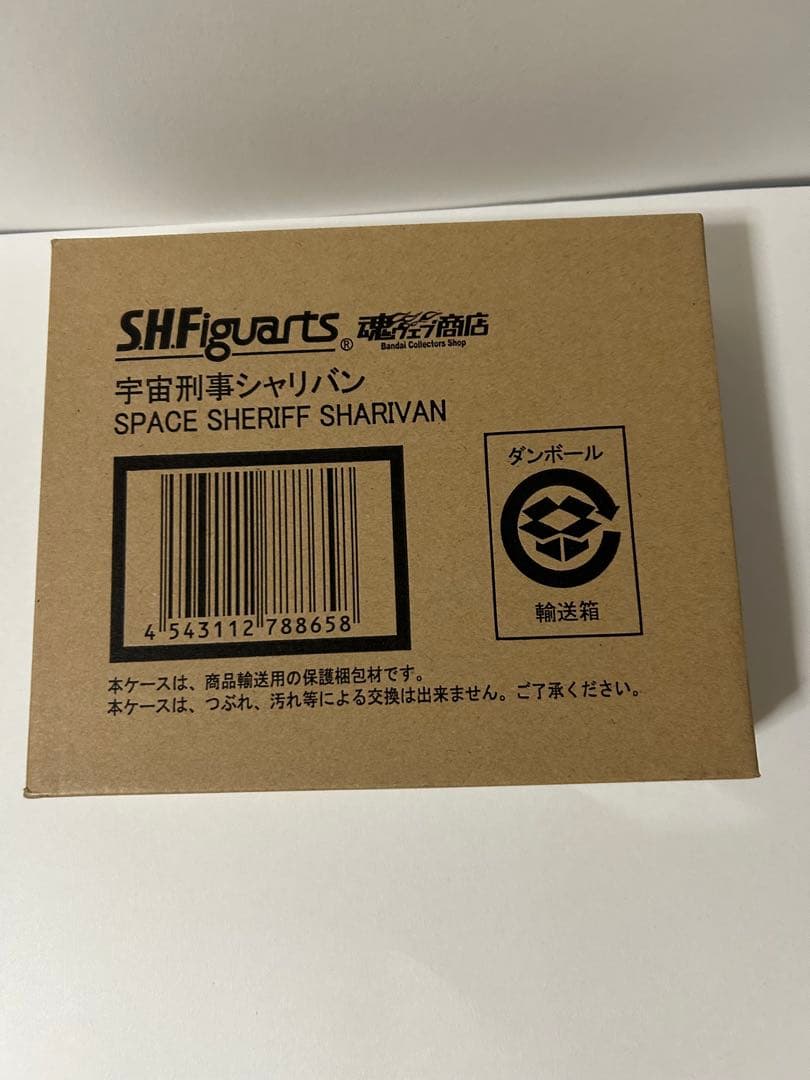 S.H.Figuarts® 魂ウェブ商店
Bandai Collectors Shop
宇宙刑事シャリバン
SPACE SHERIFF SHARIVAN
ダンボール
輸送箱
4 543112 788658
本ケースは、商品輸送用の保護梱包材です。
本ケースは、つぶれ、汚れ等による交換は出来ません。ご了承ください。